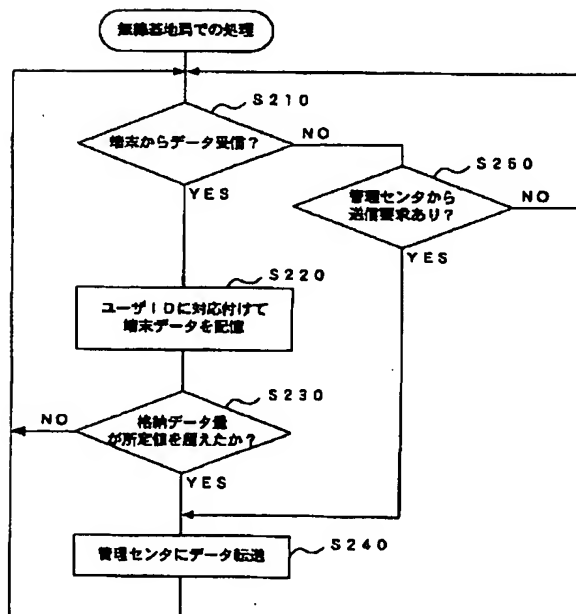 無線基地局での処理
S210
端末からデータ受信？
NO
YES
S250
管理センタから
送信要求あり？
NO
YES
S220
ユーザIDに対応付けて
端末データを記憶
S230
格納データ量
が所定値を超えたか？
NO
YES
S240
管理センタにデータ転送